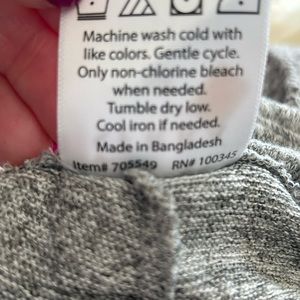 Machine wash cold with
like colors. Gentle cycle.
Only non-chlorine bleach
when needed.
Tumble dry low.
Cool iron if needed.
Made in Bangladesh
Item# 705549 RN# 100345